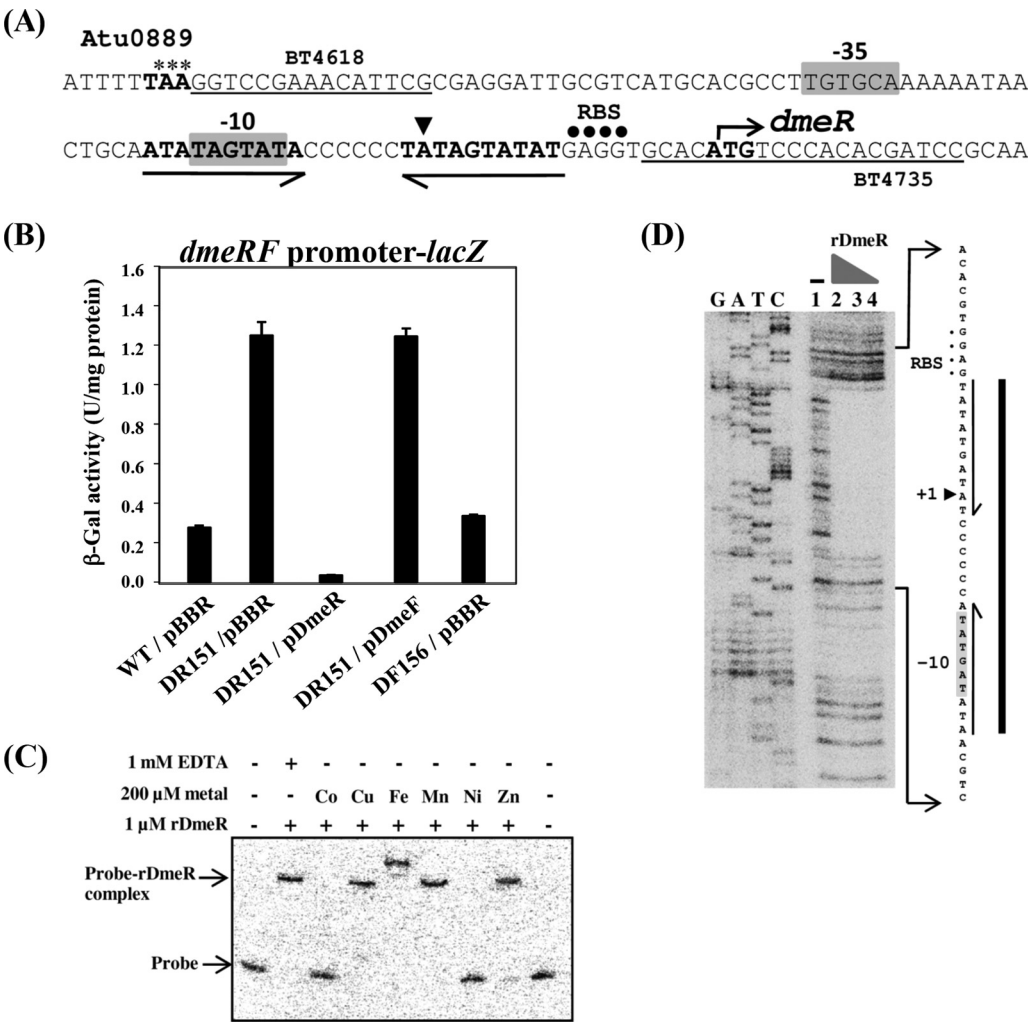 (A)
Atu0889
***
BT4618
-35
ATTTTTAAGGTCCGAAACATTCGCGAGGATTGCGTCATGCACGCCTTGTGCAAAAAATAA
-10
RBS
dmeR
CTGCAATATAGTATACCCCCCTATAGTATATGAGGTGCACATGTCCCACACGATCCGCAA
BT4735
(B)
dmeRF promoter-lacZ
β-Gal activity (U/mg protein)
1.6
1.4
1.2
1.0
0.8
0.6
0.4
0.2
0.0
WT / pBBR
DR151 /pBBR
DR151 / pDmeR
DR151 / pDmeF
DF156 / pBBR
(C)
1 mM EDTA - + - - - - - - -
200 µM metal - - Co Cu Fe Mn Ni Zn -
1 µM rDmeR - + + + + + + + -
Probe-rDmeR
complex
Probe
(D)
rDmeR
G A T C 1 2 3 4
RBS
+1
-10
A
C
A
C
G
T
G
G
A
G
T
A
T
A
T
G
A
T
A
T
C
C
C
C
C
C
A
T
A
T
G
A
T
A
T
A
A
C
G
T
C